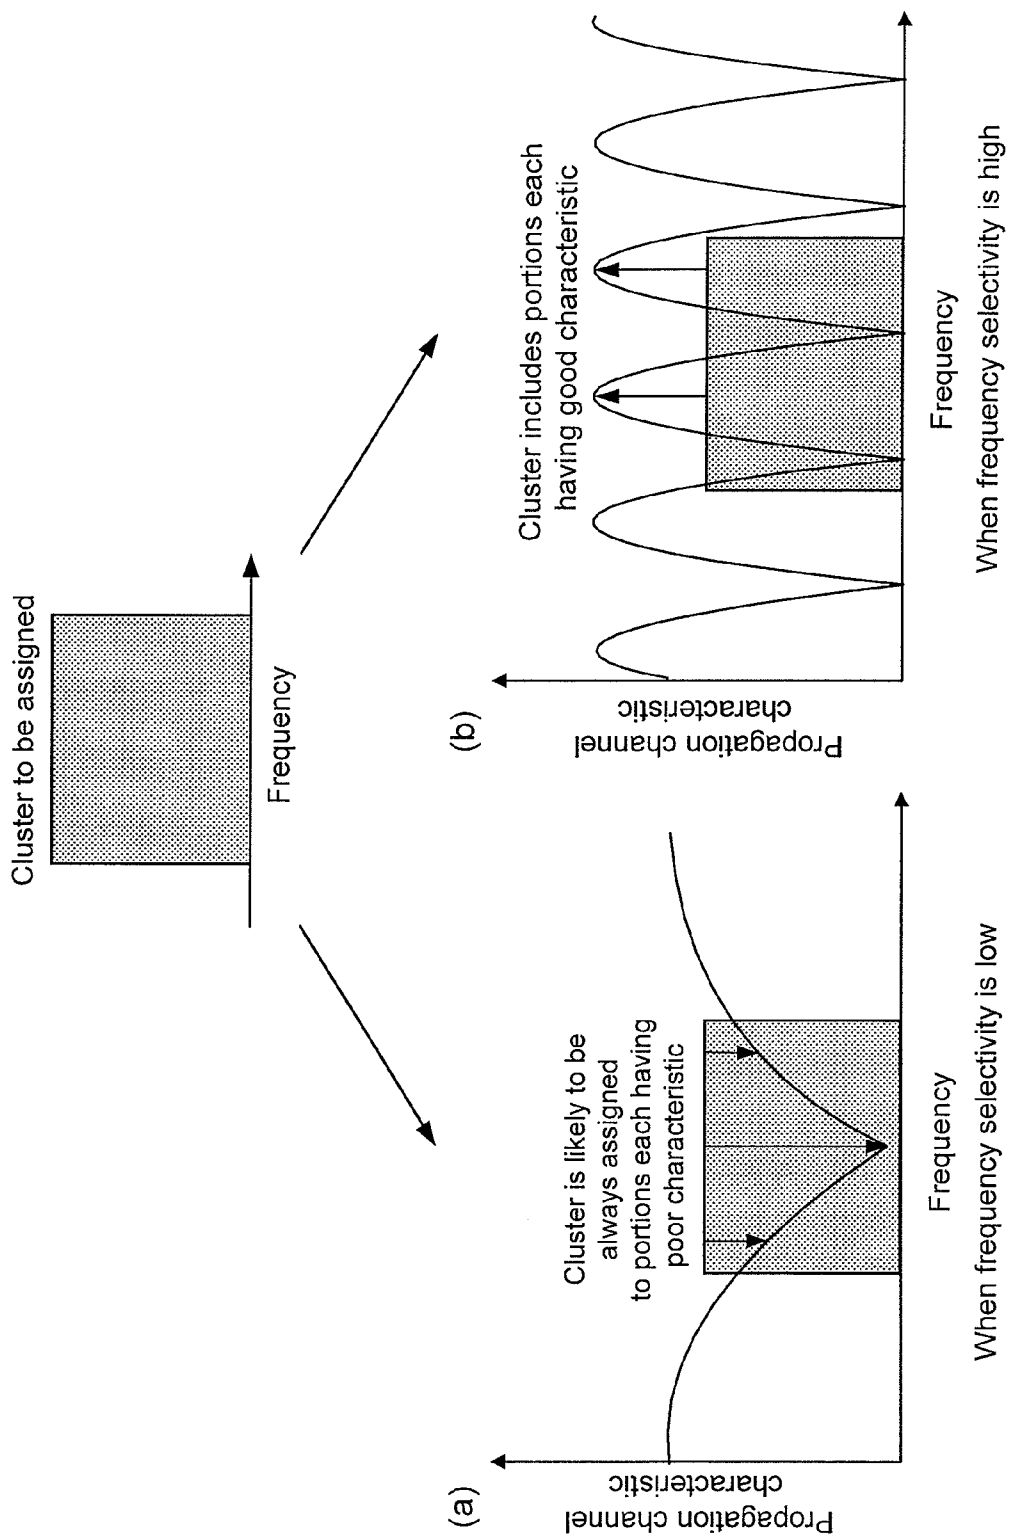 Cluster to be assigned
Frequency
(a)
Propagation channel
characteristic
Cluster is likely to be
always assigned
to portions each having
poor characteristic
Frequency
When frequency selectivity is low
(b)
Propagation channel
characteristic
Cluster includes portions each
having good characteristic
Frequency
When frequency selectivity is high